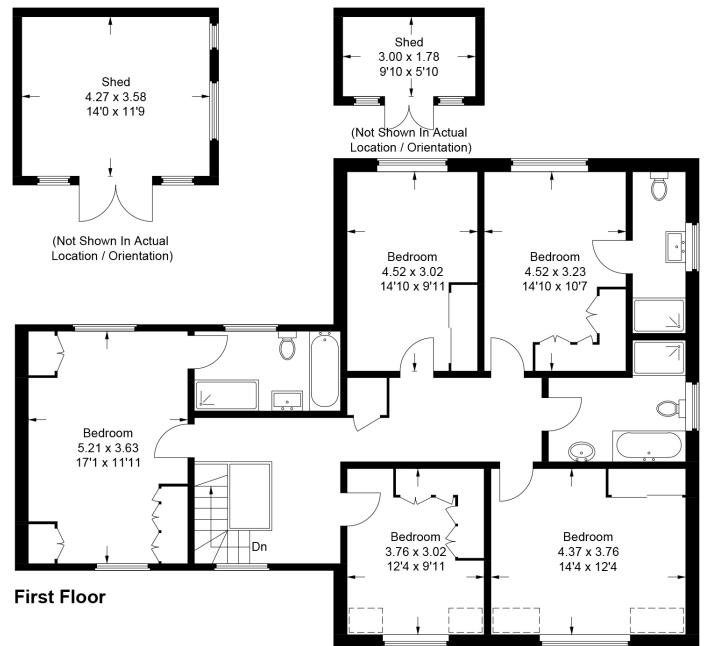 Shed
4.27 x 3.58
14'0 x 11'9
(Not Shown In Actual
Location / Orientation)
Shed
3.00 x 1.78
9'10 x 5'10
(Not Shown In Actual
Location / Orientation)
Bedroom
4.52 x 3.02
14'10 x 9'11
Bedroom
4.52 x 3.23
14'10 x 10'7
Bedroom
5.21 x 3.63
17'1 x 11'11
Dn
Bedroom
3.76 x 3.02
12'4 x 9'11
Bedroom
4.37 x 3.76
14'4 x 12'4
First Floor